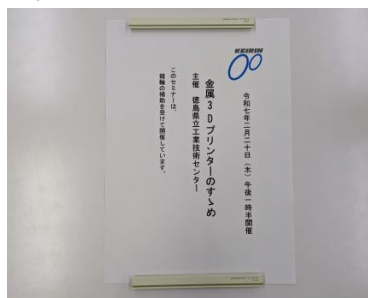 KEIRIN
令和七年二月二十日（木）午後一時半開催
金属３Ｄプリンターのすゝめ
主催　徳島県立工業技術センター
このセミナーは、
競輪の補助を受けて開催しています。